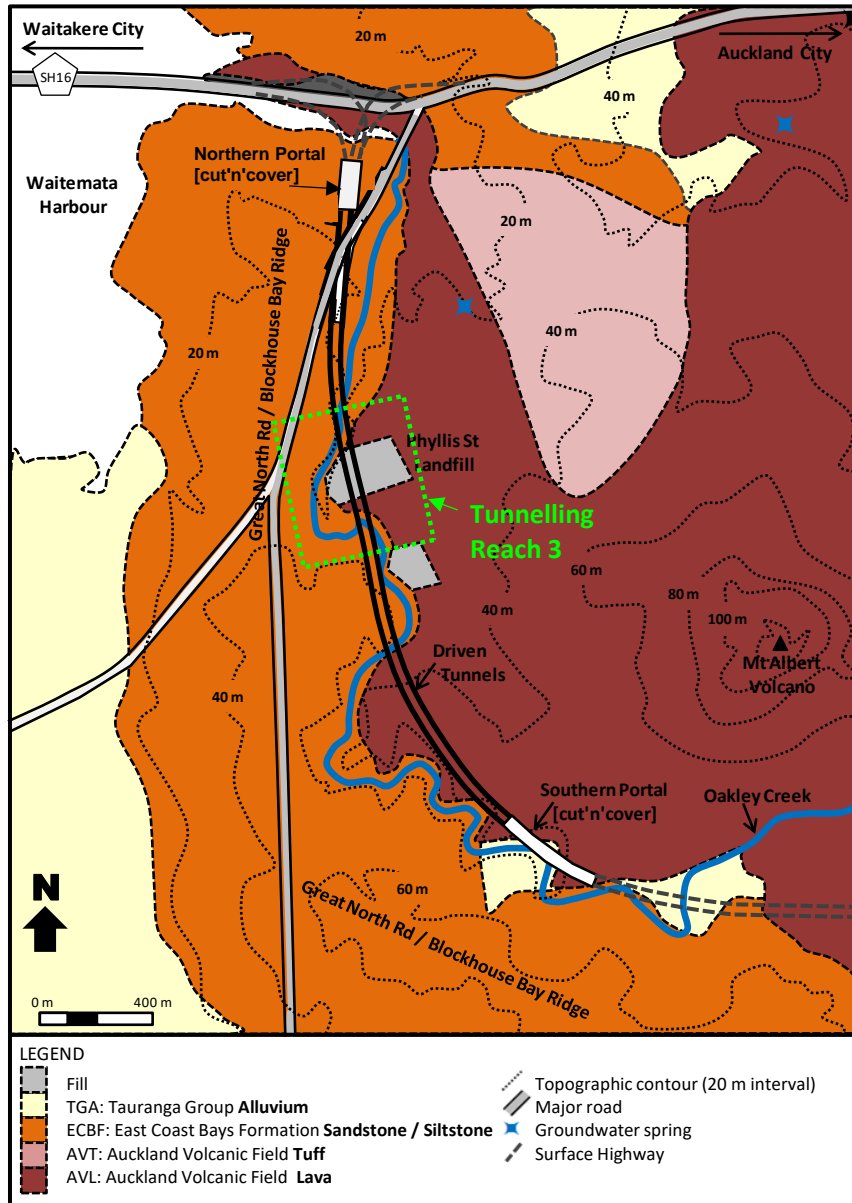 Waitakere City
20 m
Auckland City
SH16
40 m
Northern Portal
[cut'n'cover]
Waitemata
Harbour
20 m
40 m
20 m
Great North Rd / Blockhouse Bay Ridge
Phyllis St
Landfill
Tunnelling
Reach 3
60 m
80 m
100 m
40 m
Mt Albert
Volcano
Driven
Tunnels
40 m
Southern Portal
[cut'n'cover]
Oakley Creek
60 m
Great North Rd / Blockhouse Bay Ridge
N
0 m
400 m
LEGEND
Fill
TGA: Tauranga Group Alluvium
ECBF: East Coast Bays Formation Sandstone / Siltstone
AVT: Auckland Volcanic Field Tuff
AVL: Auckland Volcanic Field Lava
Topographic contour (20 m interval)
Major road
Groundwater spring
Surface Highway